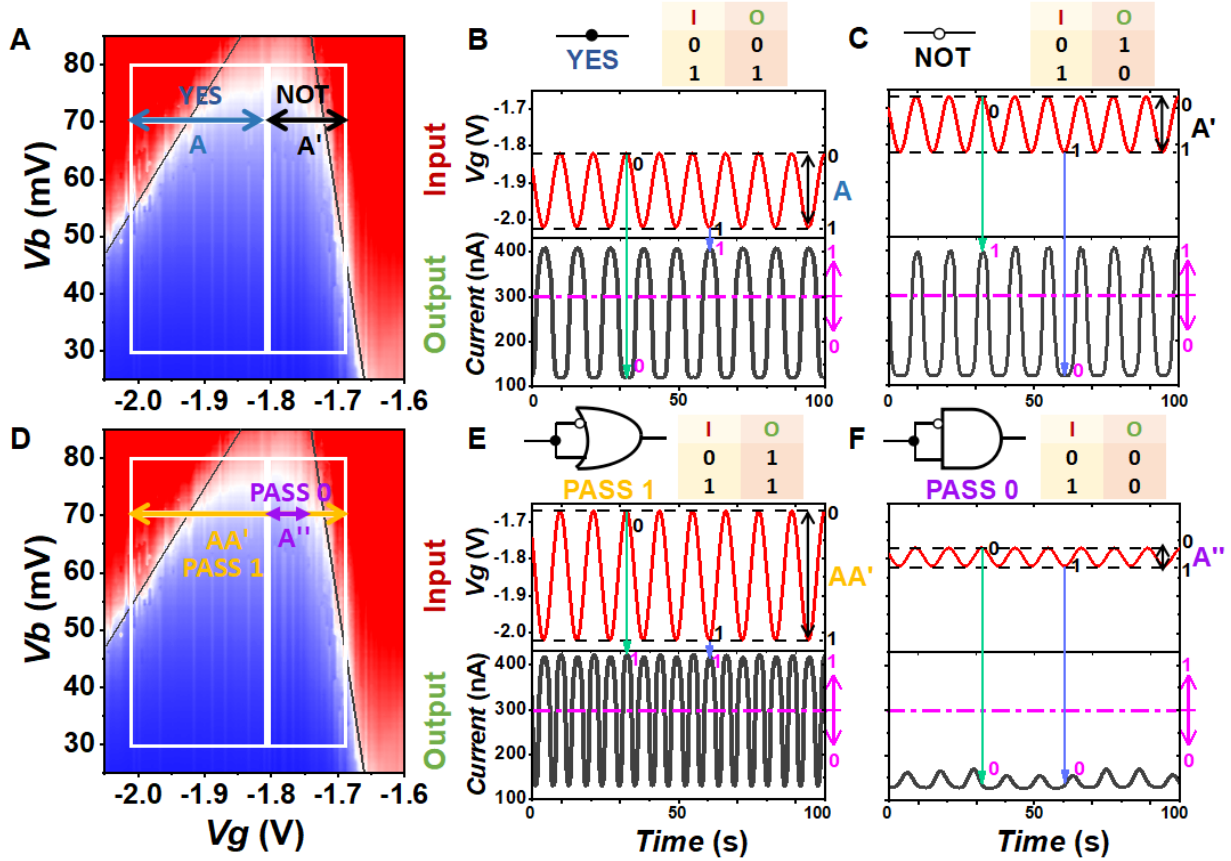 A
80
70
60
50
40
30
Vb (mV)
YES
NOT
A
A'
-2.0 -1.9 -1.8 -1.7 -1.6
B
YES
I O
0 0
1 1
Input
Output
Vg (V)
-1.7
-1.8
-1.9
-2.0
0
1
0
1
A
Current (nA)
400
300
200
100
1
0
1
0
0 50 100
C
NOT
I O
0 1
1 0
0
1
0
1
A'
1
0
1
0
0 50 100
D
80
70
60
50
40
30
Vb (mV)
PASS 0
AA'
A''
PASS 1
-2.0 -1.9 -1.8 -1.7 -1.6
Vg (V)
E
PASS 1
I O
0 1
1 1
Input
Output
Vg (V)
-1.7
-1.8
-1.9
-2.0
0
1
0
1
AA'
Current (nA)
400
300
200
100
1
1
1
0
0 50 100
Time (s)
F
PASS 0
I O
0 0
1 0
0
1
0
1
A''
0
0
1
0
0 50 100
Time (s)